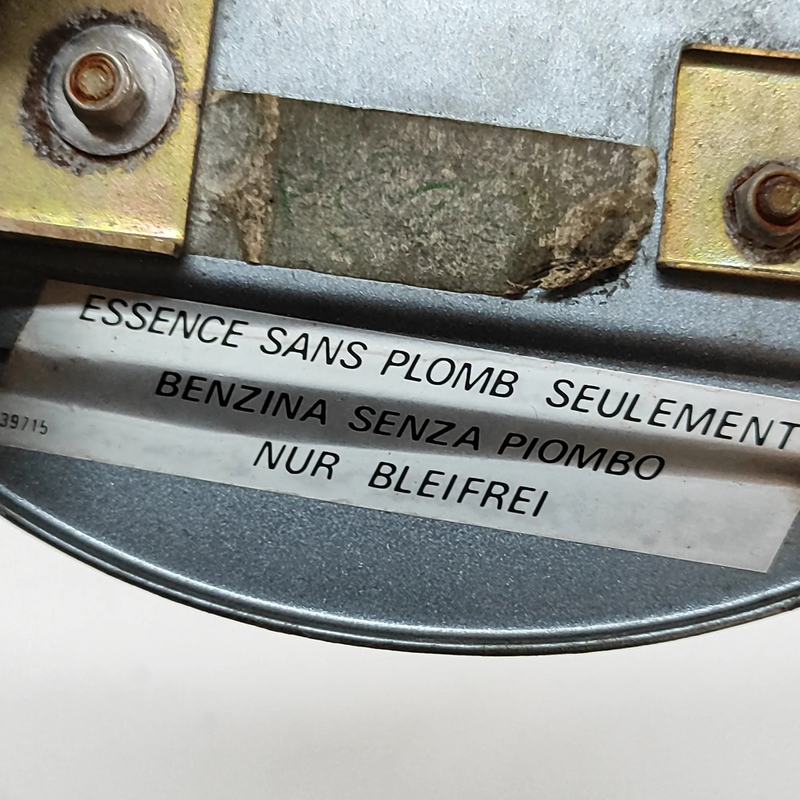 ESSENCE SANS PLOMB SEULEMENT
BENZINA SENZA PIOMBO
39715
NUR BLEIFREI